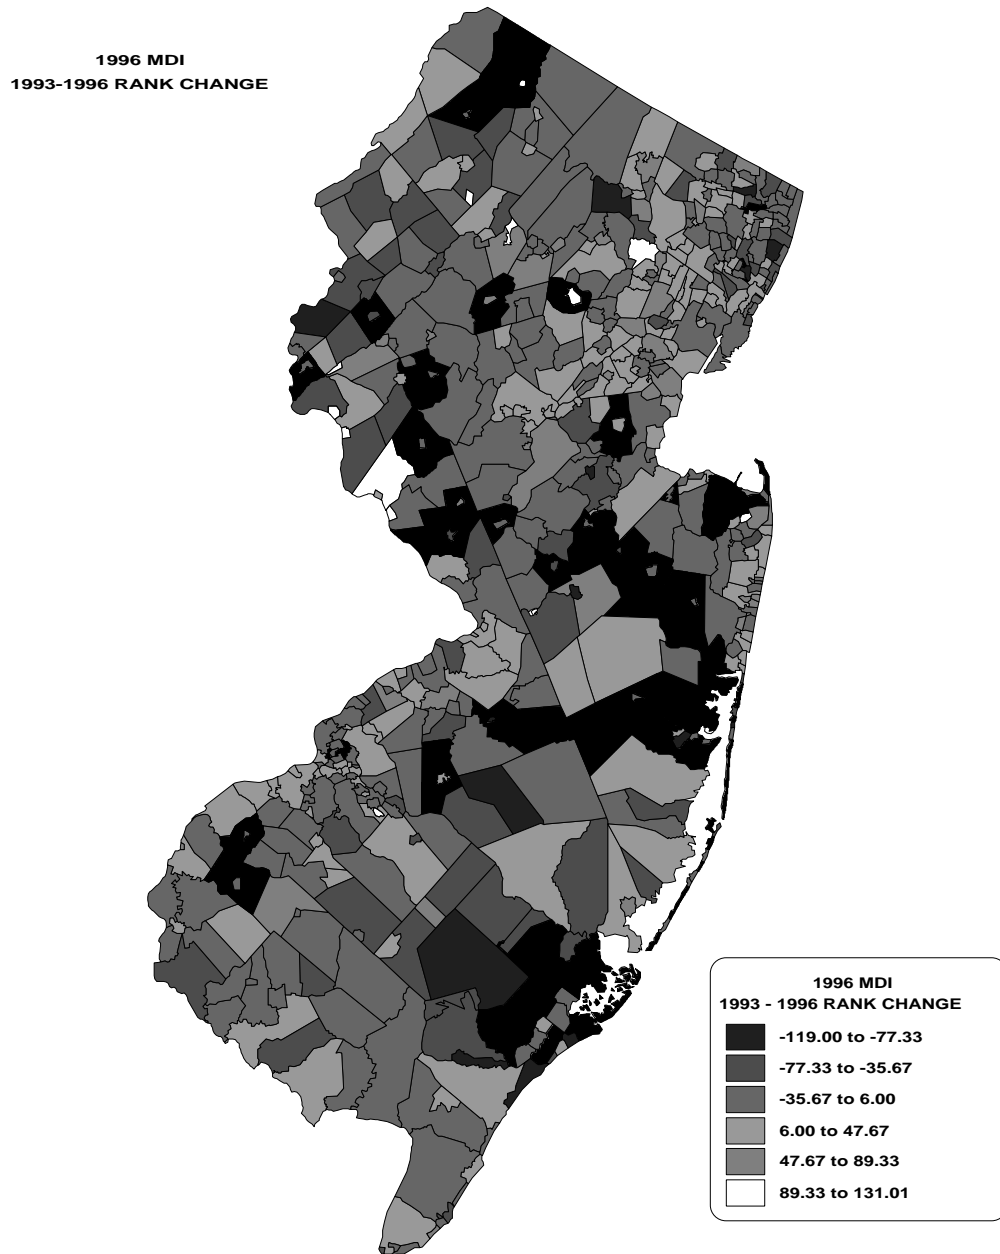 1996 MDI
1993-1996 RANK CHANGE
1996 MDI
1993 - 1996 RANK CHANGE
-119.00 to -77.33
-77.33 to -35.67
-35.67 to 6.00
6.00 to 47.67
47.67 to 89.33
89.33 to 131.01